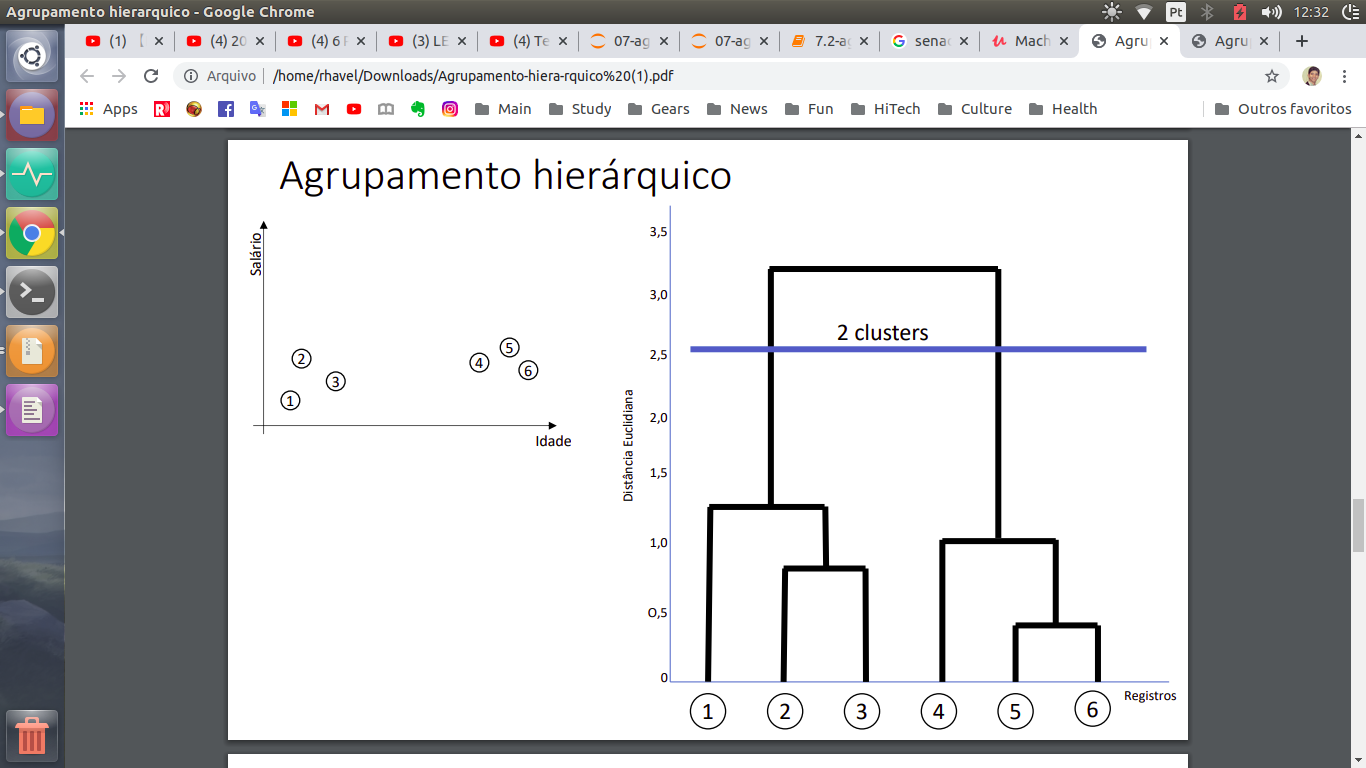 Agrupamento hierarquico - Google Chrome
Pt
12:32
(1)
(4) 20
(4) 6
(3) LE
(4) Te
07-ag
07-ag
7.2-ag
senac
Mach
Agru
Agru
Arquivo
/home/rhavel/Downloads/Agrupamento-hiera-rquico%20(1).pdf
Apps
Main
Study
Gears
News
Fun
HiTech
Culture
Health
Outros favoritos
Agrupamento hierárquico
Salário
Idade
1
2
3
4
5
6
Distância Euclidiana
3,5
3,0
2,5
2,0
1,5
1,0
O,5
0
2 clusters
Registros
1
2
3
4
5
6